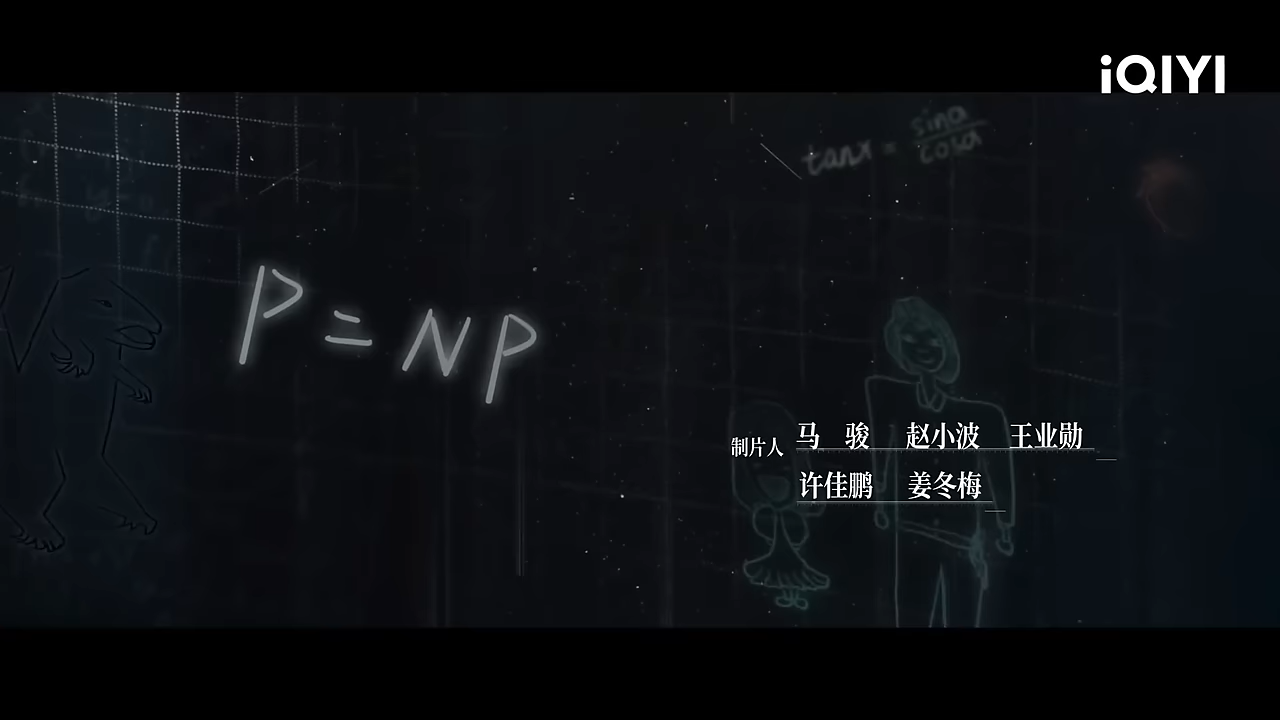 iQIYI
tanx = sina
cosa
P = NP
制片人 马 骏 赵小波 王业勋
许佳鹏 姜冬梅